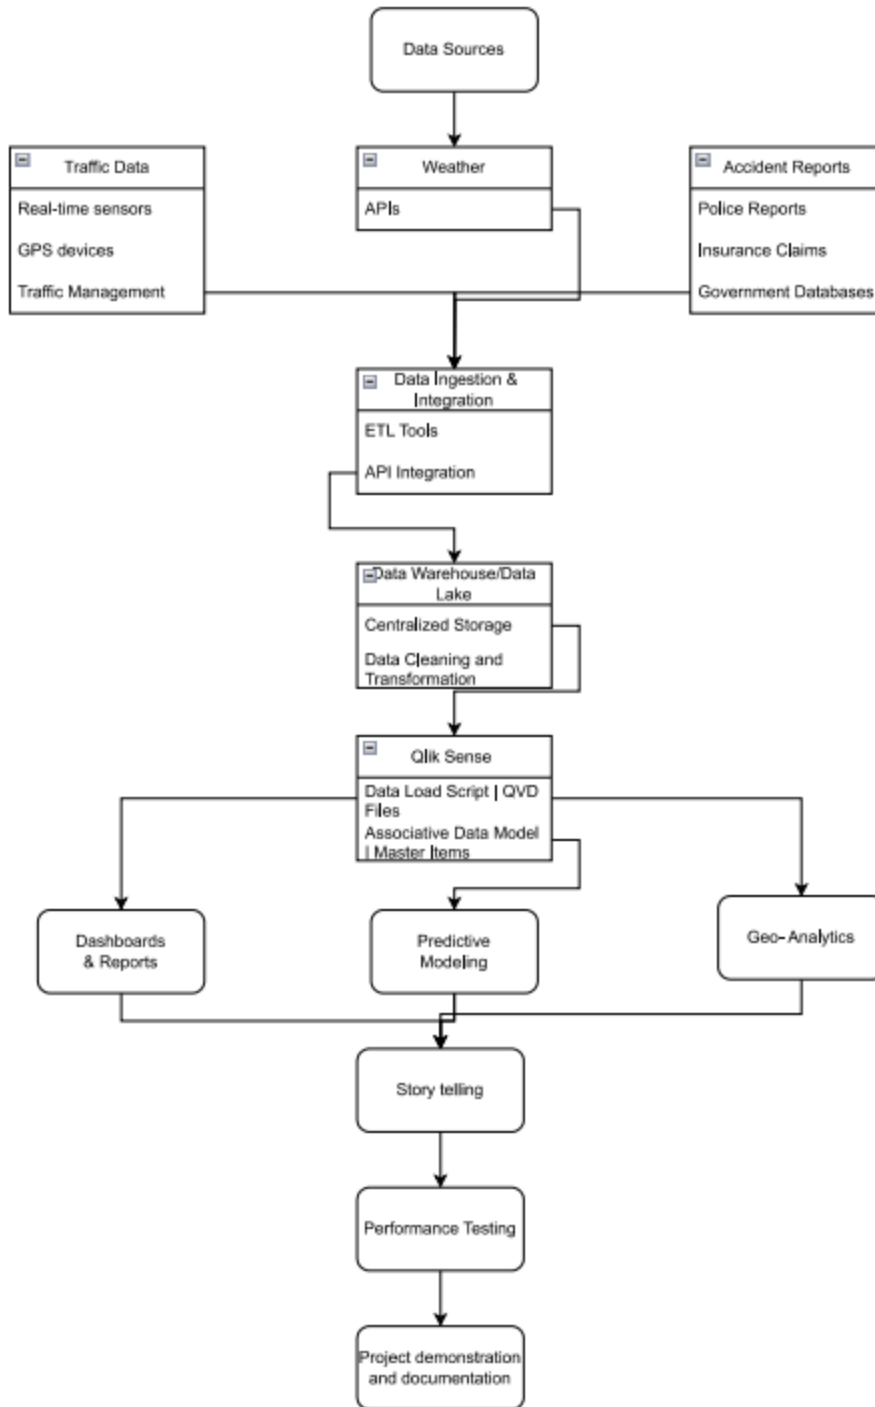 Data Sources
Traffic Data
Real-time sensors
GPS devices
Traffic Management
Weather
APIs
Accident Reports
Police Reports
Insurance Claims
Government Databases
Data Ingestion &
Integration
ETL Tools
API Integration
Data Warehouse/Data
Lake
Centralized Storage
Data Cleaning and
Transformation
Qlik Sense
Data Load Script | QVD
Files
Associative Data Model
| Master Items
Dashboards
& Reports
Predictive
Modeling
Geo-Analytics
Story telling
Performance Testing
Project demonstration
and documentation